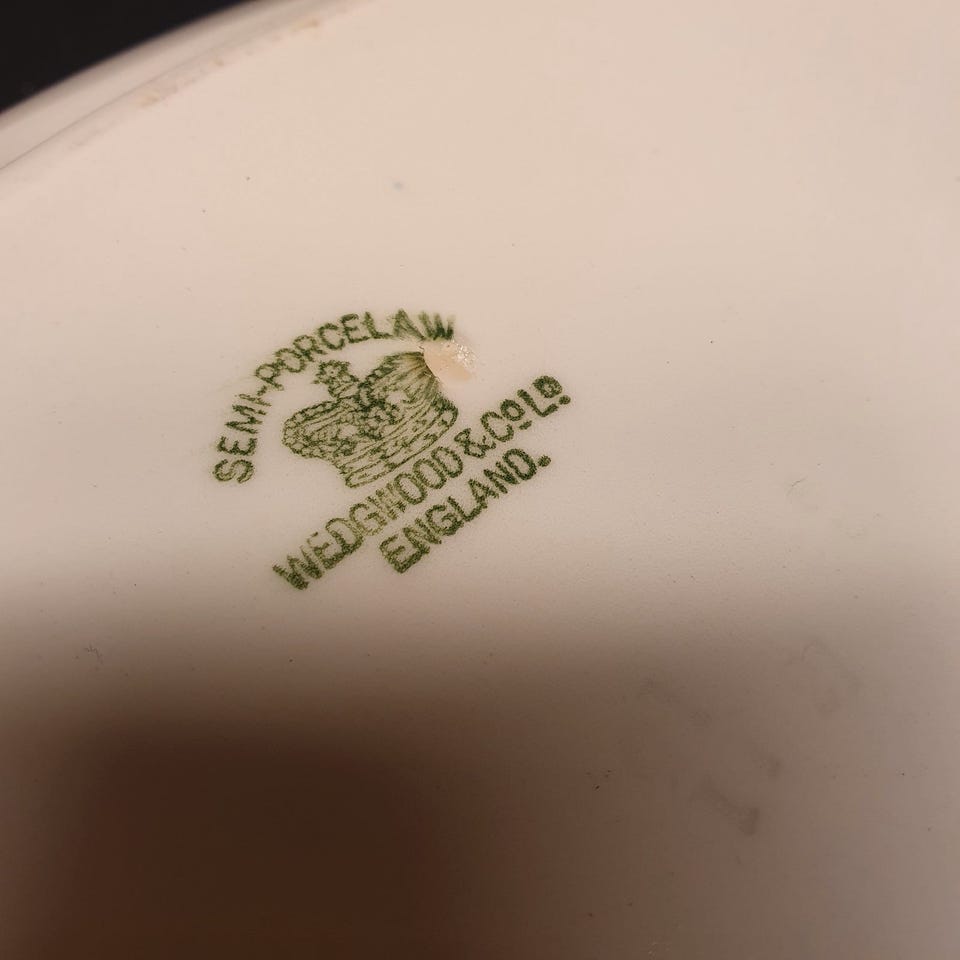 SEMI-PORCELAIN
WEDGWOOD & Co Ld.
ENGLAND.